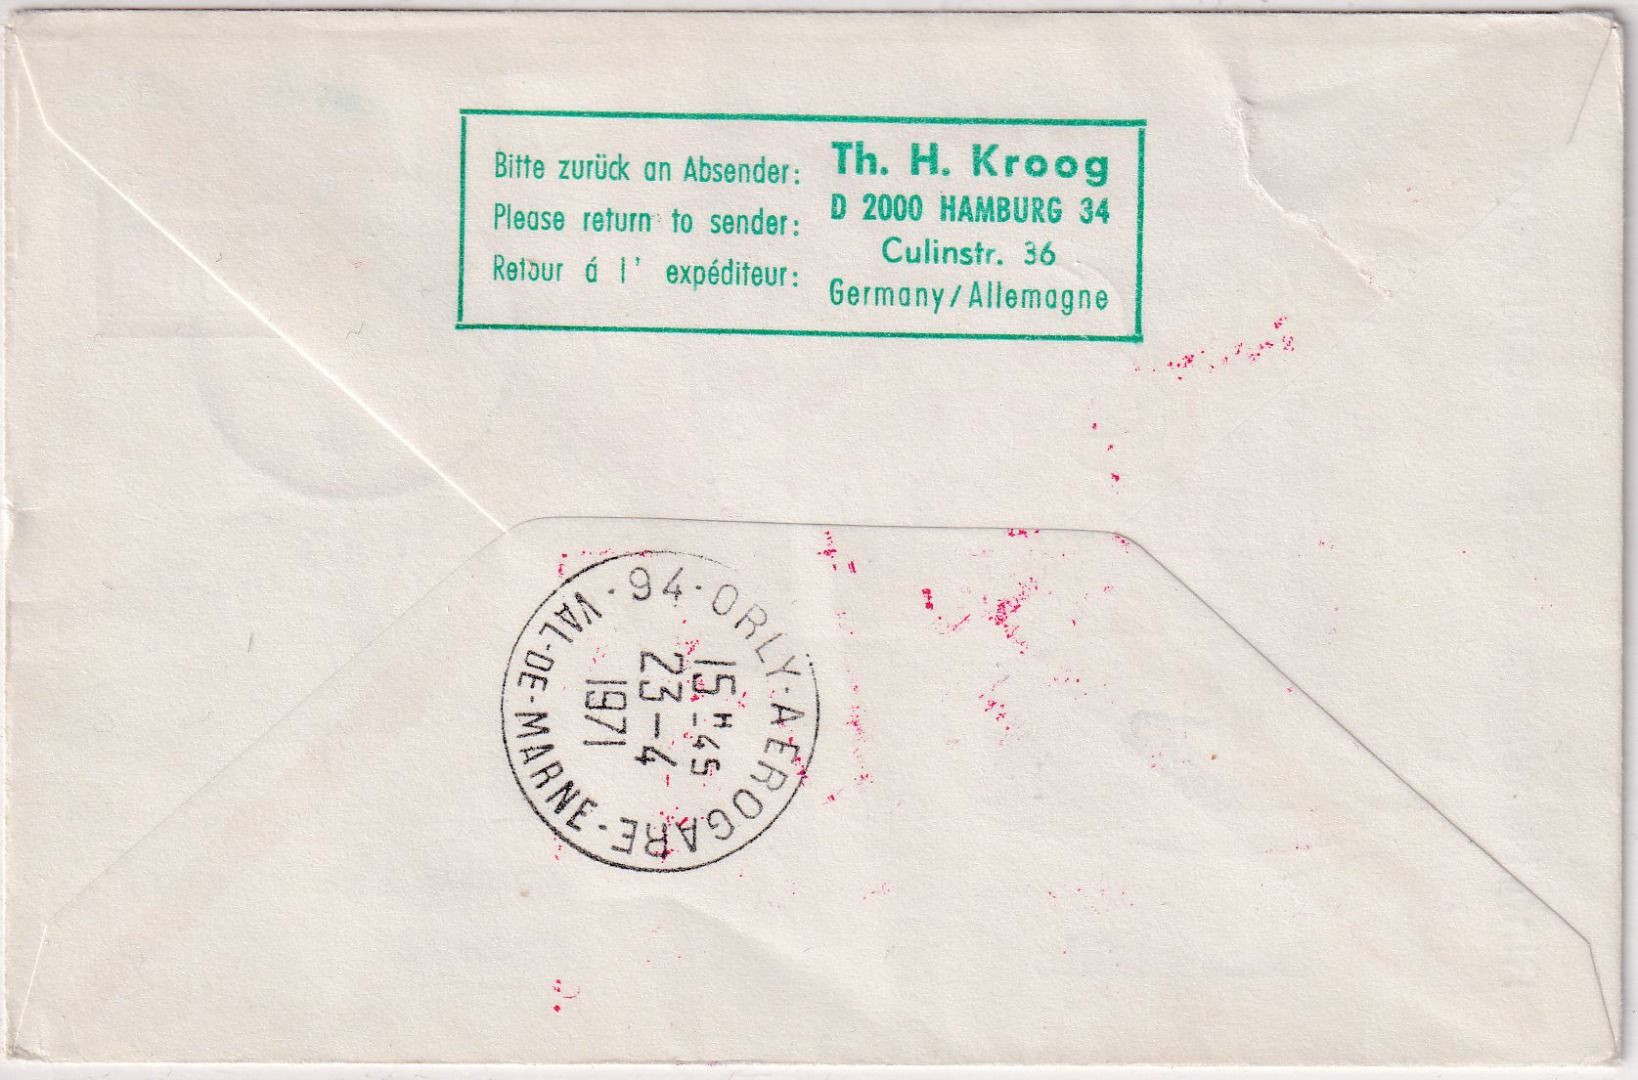 Bitte zurück an Absender:
Please return to sender:
Retour á l' expéditeur:
Th. H. Kroog
D 2000 HAMBURG 34
Culinstr. 36
Germany/Allemagne
94-ORLY-AEROGARE-
VAL-DE-MARNE
15H-45
23-4
1971